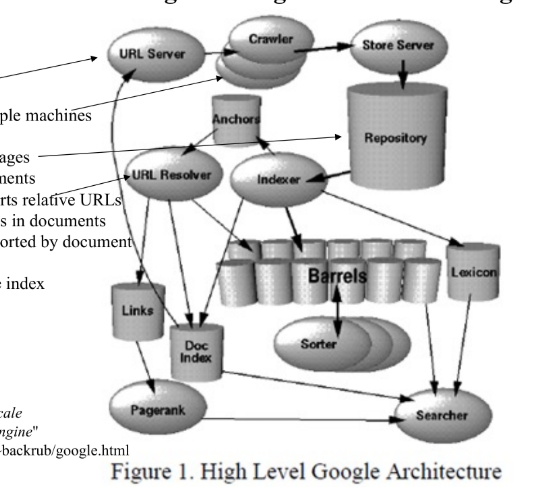 URL Server
Crawler
Store Server
ple machines
Anchors
Repository
ages
ments
URL Resolver
Indexer
rts relative URLs
s in documents
orted by document
Barrels
Lexicon
e index
Links
Sorter
Doc
Index
cale
Pagerank
Searcher
ngine"
-backrub/google.html
Figure 1. High Level Google Architecture